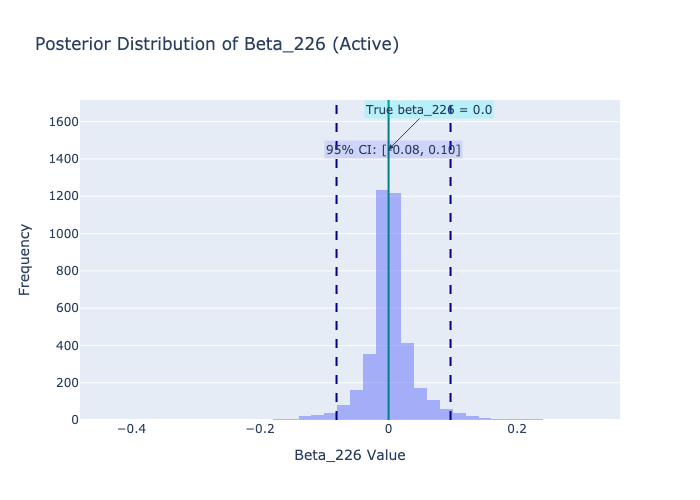 Posterior Distribution of Beta_226 (Active)
True beta_226 = 0.0
95% CI: [-0.08, 0.10]
1600
1400
1200
1000
800
600
400
200
0
Frequency
−0.4
−0.2
0
0.2
Beta_226 Value